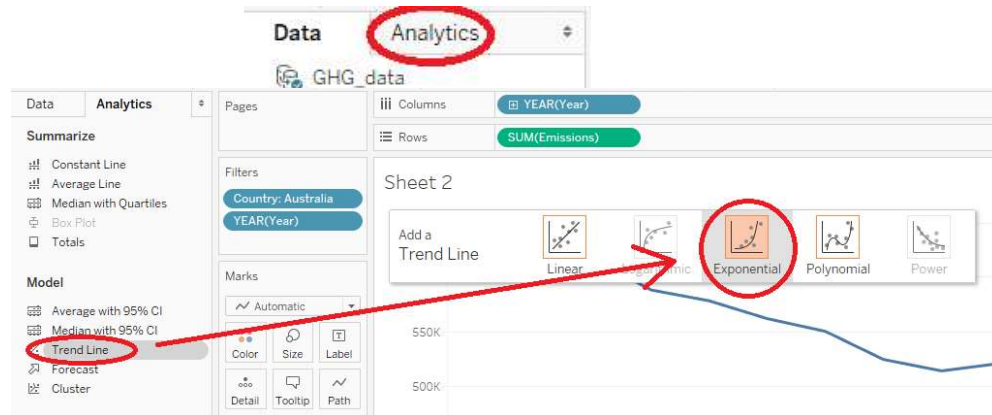 Data Analytics
GHG_data
Data Analytics
Pages
iii Columns
YEAR(Year)
Rows
SUM(Emissions)
Summarize
Constant Line
Average Line
Median with Quartiles
Box Plot
Totals
Model
Average with 95% CI
Median with 95% CI
Trend Line
Forecast
Cluster
Filters
Country: Australia
YEAR(Year)
Marks
Automatic
Color Size Label
Detail Tooltip Path
Sheet 2
Add a
Trend Line
Linear Logarithmic Exponential Polynomial Power
550K
500K